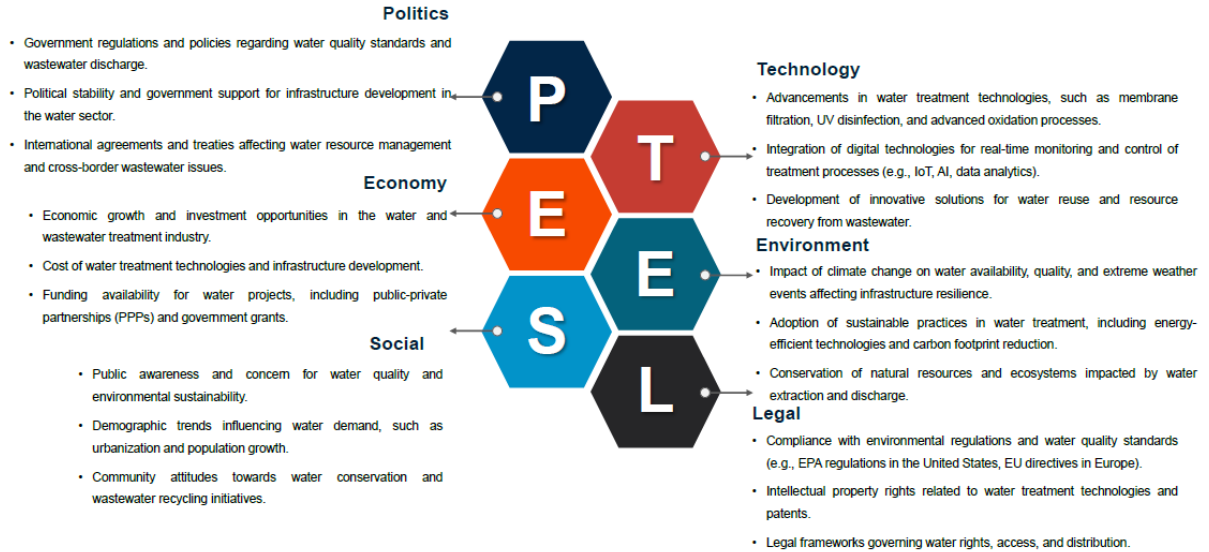 Politics
• Government regulations and policies regarding water quality standards and
wastewater discharge.
• Political stability and government support for infrastructure development in
the water sector.
• International agreements and treaties affecting water resource management
and cross-border wastewater issues.
Economy
• Economic growth and investment opportunities in the water and
wastewater treatment industry.
• Cost of water treatment technologies and infrastructure development.
• Funding availability for water projects, including public-private
partnerships (PPPs) and government grants.
Social
• Public awareness and concern for water quality and
environmental sustainability.
• Demographic trends influencing water demand, such as
urbanization and population growth.
• Community attitudes towards water conservation and
wastewater recycling initiatives.
P
E
S
T
E
L
Technology
• Advancements in water treatment technologies, such as membrane
filtration, UV disinfection, and advanced oxidation processes.
• Integration of digital technologies for real-time monitoring and control of
treatment processes (e.g., IoT, AI, data analytics).
• Development of innovative solutions for water reuse and resource
recovery from wastewater.
Environment
• Impact of climate change on water availability, quality, and extreme weather
events affecting infrastructure resilience.
• Adoption of sustainable practices in water treatment, including energy-
efficient technologies and carbon footprint reduction.
• Conservation of natural resources and ecosystems impacted by water
extraction and discharge.
Legal
• Compliance with environmental regulations and water quality standards
(e.g., EPA regulations in the United States, EU directives in Europe).
• Intellectual property rights related to water treatment technologies and
patents.
• Legal frameworks governing water rights, access, and distribution.